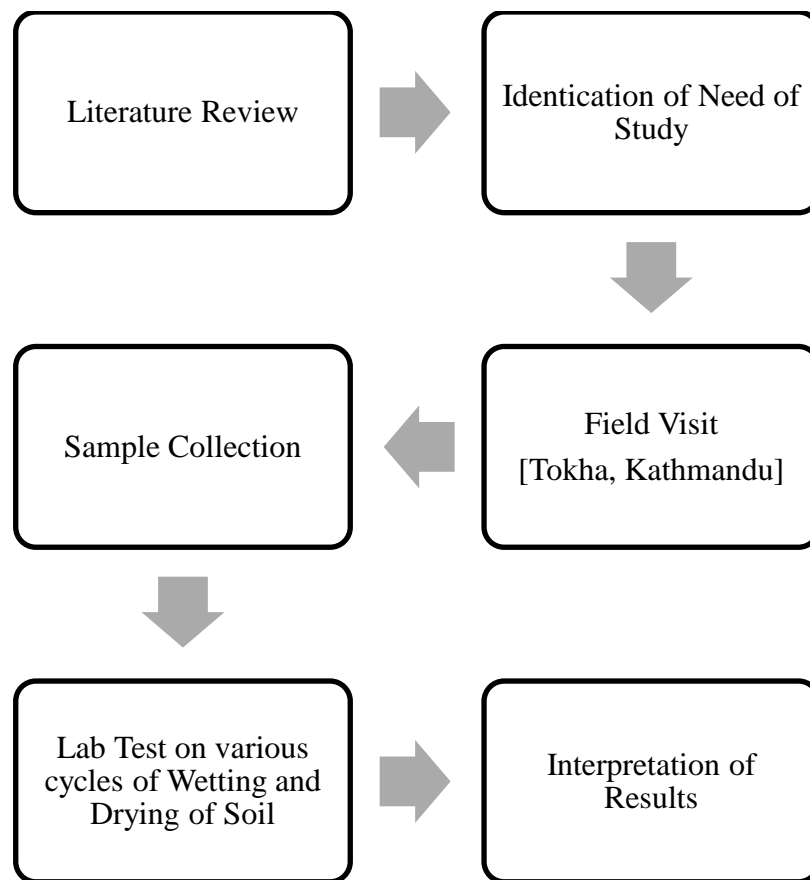 Literature Review
Identication of Need of
Study
Field Visit
[Tokha, Kathmandu]
Sample Collection
Lab Test on various
cycles of Wetting and
Drying of Soil
Interpretation of
Results